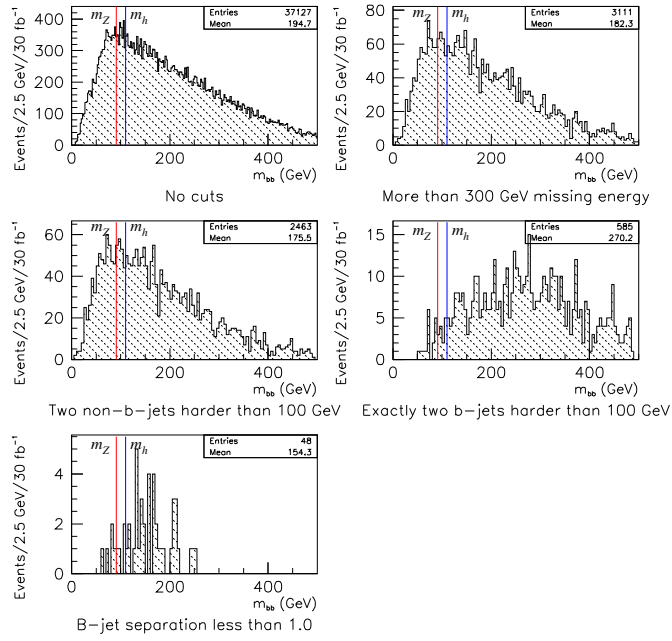 Events/2.5 GeV/30 fb⁻¹
m_Z m_h
Entries 37127
Mean 194.7
400
300
200
100
0
0 200 400
m_bb (GeV)
No cuts
Events/2.5 GeV/30 fb⁻¹
m_Z m_h
Entries 3111
Mean 182.3
80
60
40
20
0
0 200 400
m_bb (GeV)
More than 300 GeV missing energy
Events/2.5 GeV/30 fb⁻¹
m_Z m_h
Entries 2463
Mean 175.5
60
40
20
0
0 200 400
m_bb (GeV)
Two non-b-jets harder than 100 GeV
Events/2.5 GeV/30 fb⁻¹
m_Z m_h
Entries 585
Mean 270.2
15
10
5
0
0 200 400
m_bb (GeV)
Exactly two b-jets harder than 100 GeV
Events/2.5 GeV/30 fb⁻¹
m_Z m_h
Entries 48
Mean 154.3
4
2
0
0 200 400
m_bb (GeV)
B-jet separation less than 1.0